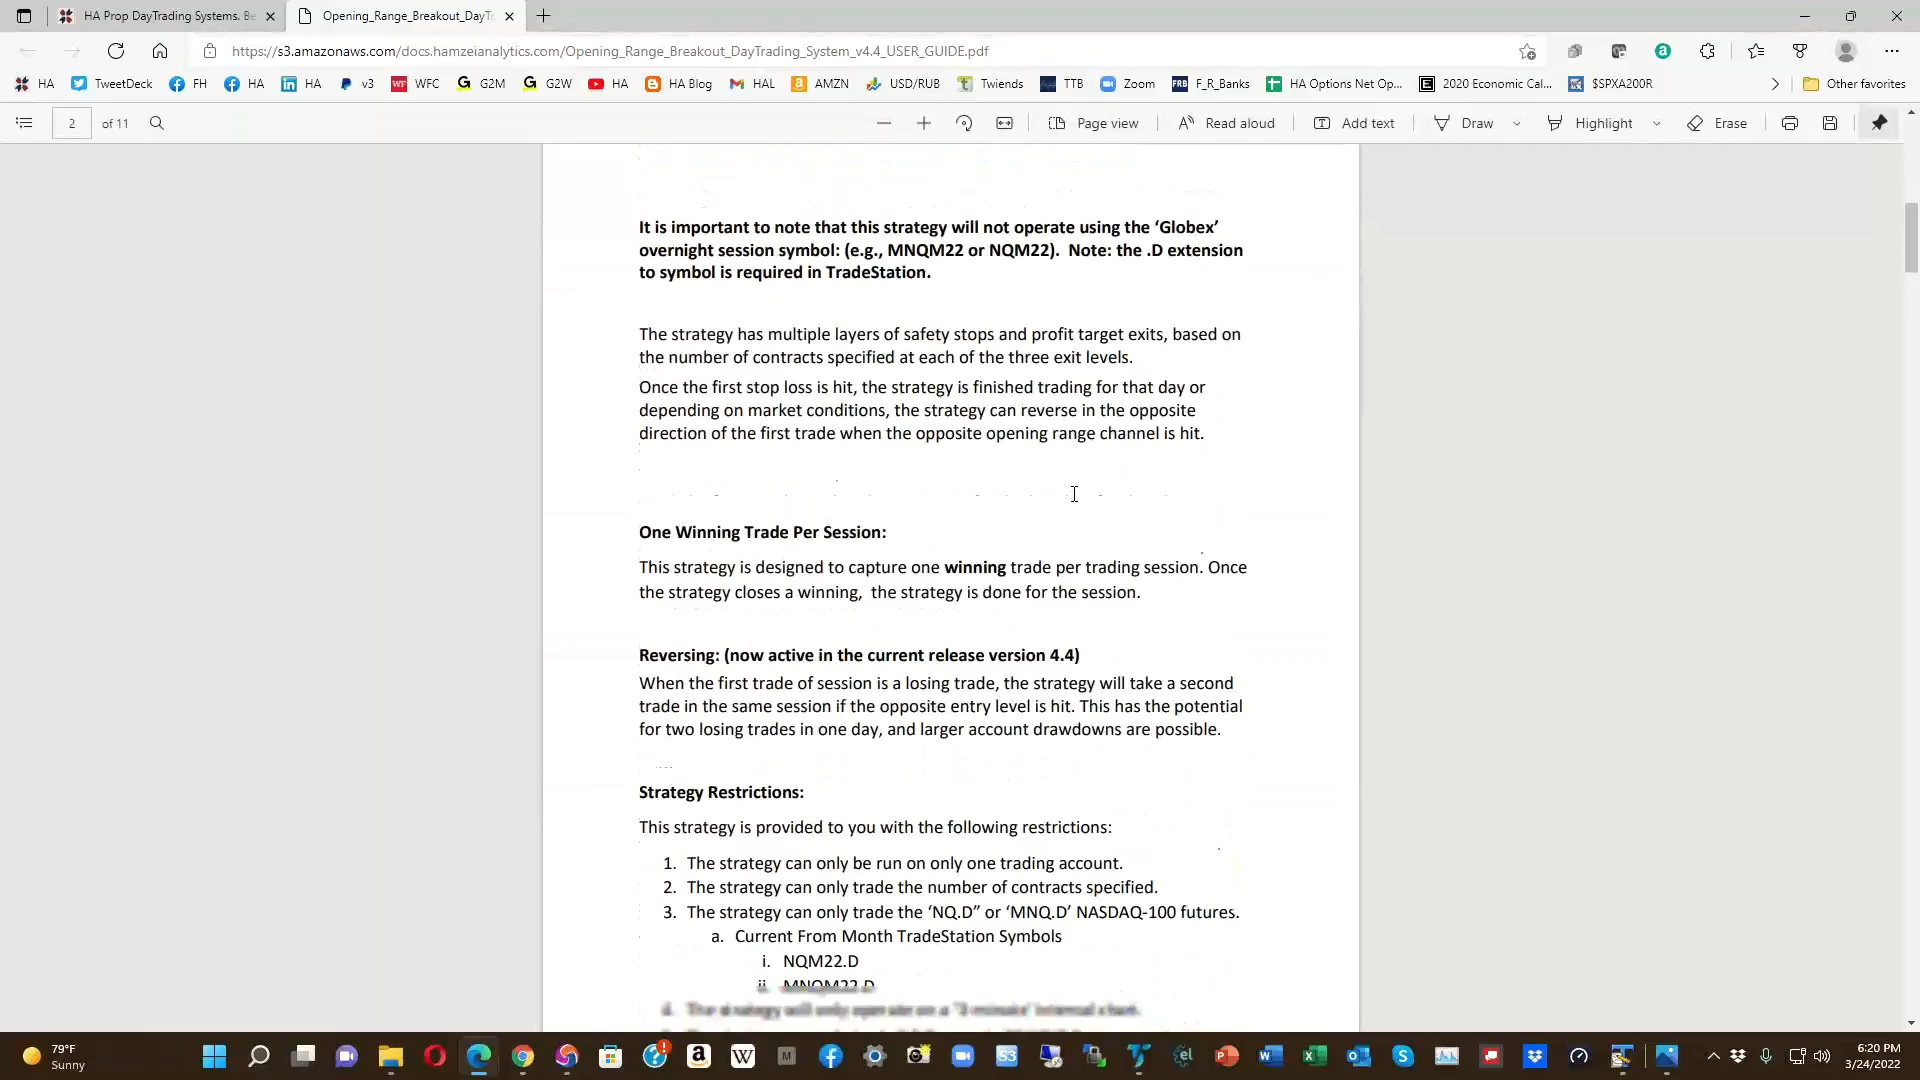 HA Prop DayTrading Systems. Be
Opening_Range_Breakout_DayTr
https://s3.amazonaws.com/docs.hamzeianalytics.com/Opening_Range_Breakout_DayTrading_System_v4.4_USER_GUIDE.pdf
HA TweetDeck FH HA HA v3 WFC G2M G2W HA HA Blog HAL AMZN USD/RUB Twiends TTB Zoom F_R_Banks HA Options Net Op... 2020 Economic Cal... $SPXA200R Other favorites
2 of 11 Page view Read aloud Add text Draw Highlight Erase
It is important to note that this strategy will not operate using the ‘Globex’
overnight session symbol: (e.g., MNQM22 or NQM22). Note: the .D extension
to symbol is required in TradeStation.
The strategy has multiple layers of safety stops and profit target exits, based on
the number of contracts specified at each of the three exit levels.
Once the first stop loss is hit, the strategy is finished trading for that day or
depending on market conditions, the strategy can reverse in the opposite
direction of the first trade when the opposite opening range channel is hit.
One Winning Trade Per Session:
This strategy is designed to capture one winning trade per trading session. Once
the strategy closes a winning, the strategy is done for the session.
Reversing: (now active in the current release version 4.4)
When the first trade of session is a losing trade, the strategy will take a second
trade in the same session if the opposite entry level is hit. This has the potential
for two losing trades in one day, and larger account drawdowns are possible.
Strategy Restrictions:
This strategy is provided to you with the following restrictions:
1. The strategy can only be run on only one trading account.
2. The strategy can only trade the number of contracts specified.
3. The strategy can only trade the ‘NQ.D” or ‘MNQ.D’ NASDAQ-100 futures.
a. Current From Month TradeStation Symbols
i. NQM22.D
ii. MNQM22.D
79°F
Sunny
6:20 PM
3/24/2022